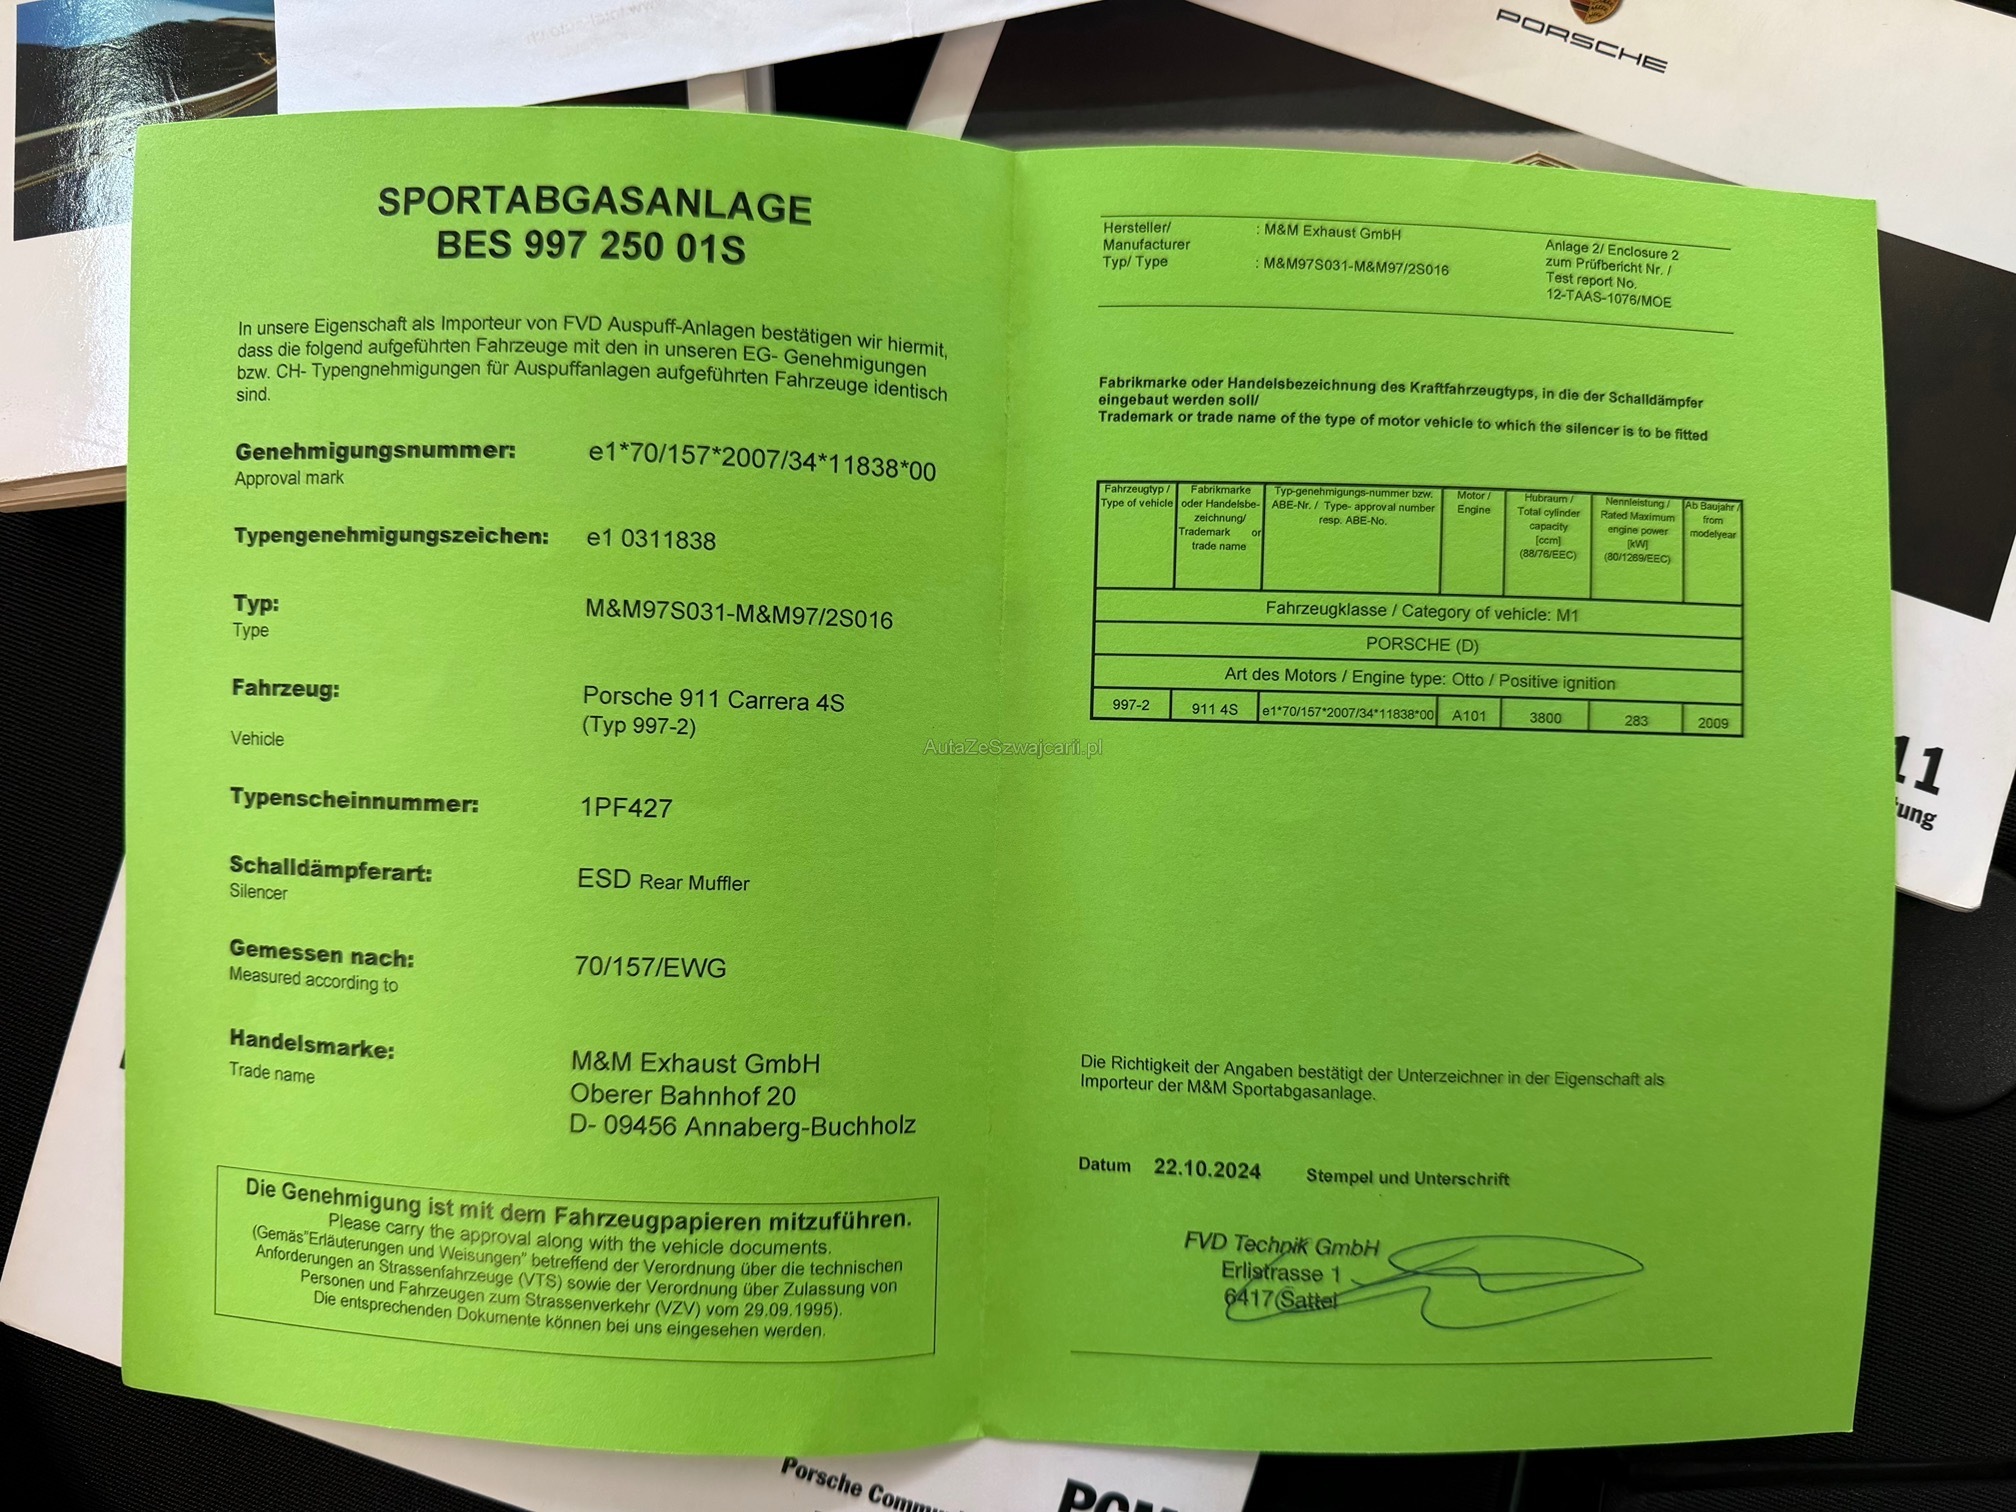 PORSCHE
SPORTABGASANLAGE
BES 997 250 01S
In unsere Eigenschaft als Importeur von FVD Auspuff-Anlagen bestätigen wir hiermit,
dass die folgend aufgeführten Fahrzeuge mit den in unseren EG- Genehmigungen
bzw. CH- Typengnehmigungen für Auspuffanlagen aufgeführten Fahrzeuge identisch
sind.
Genehmigungsnummer: e1*70/157*2007/34*11838*00
Approval mark
Typengenehmigungszeichen: e1 0311838
Typ: M&M97S031-M&M97/2S016
Type
Fahrzeug: Porsche 911 Carrera 4S
(Typ 997-2)
Vehicle
Typenscheinnummer: 1PF427
Schalldämpferart: ESD Rear Muffler
Silencer
Gemessen nach: 70/157/EWG
Measured according to
Handelsmarke: M&M Exhaust GmbH
Trade name
Oberer Bahnhof 20
D- 09456 Annaberg-Buchholz
Die Genehmigung ist mit dem Fahrzeugpapieren mitzuführen.
Please carry the approval along with the vehicle documents.
(Gemäs"Erläuterungen und Weisungen" betreffend der Verordnung über die technischen
Anforderungen an Strassenfahrzeuge (VTS) sowie der Verordnung über Zulassung von
Personen und Fahrzeugen zum Strassenverkehr (VZV) vom 29.09.1995).
Die entsprechenden Dokumente können bei uns eingesehen werden.
Hersteller/ : M&M Exhaust GmbH
Manufacturer
Typ/ Type : M&M97S031-M&M97/2S016
Anlage 2/ Enclosure 2
zum Prüfbericht Nr. /
Test report No.
12-TAAS-1076/MOE
Fabrikmarke oder Handelsbezeichnung des Kraftfahrzeugtyps, in die der Schalldämpfer
eingebaut werden soll/
Trademark or trade name of the type of motor vehicle to which the silencer is to be fitted
Fahrzeugtyp /
Type of vehicle
Fabrikmarke
oder Handelsbe-
zeichnung/
Trademark or
trade name
Typ-genehmigungs-nummer bzw.
ABE-Nr. / Type- approval number
resp. ABE-No.
Motor /
Engine
Hubraum /
Total cylinder
capacity
[ccm]
(88/76/EEC)
Nennleistung /
Rated Maximum
engine power
[kW]
(80/1269/EEC)
Ab Baujahr /
from
modelyear
Fahrzeugklasse / Category of vehicle: M1
PORSCHE (D)
Art des Motors / Engine type: Otto / Positive ignition
997-2 911 4S e1*70/157*2007/34*11838*00 A101 3800 283 2009
AutaZeSzwajcarii.pl
Die Richtigkeit der Angaben bestätigt der Unterzeichner in der Eigenschaft als
Importeur der M&M Sportabgasanlage.
Datum 22.10.2024 Stempel und Unterschrift
FVD Technik GmbH
Erlistrasse 1
6417 Sattel
11
tung
Porsche Commu
PCM